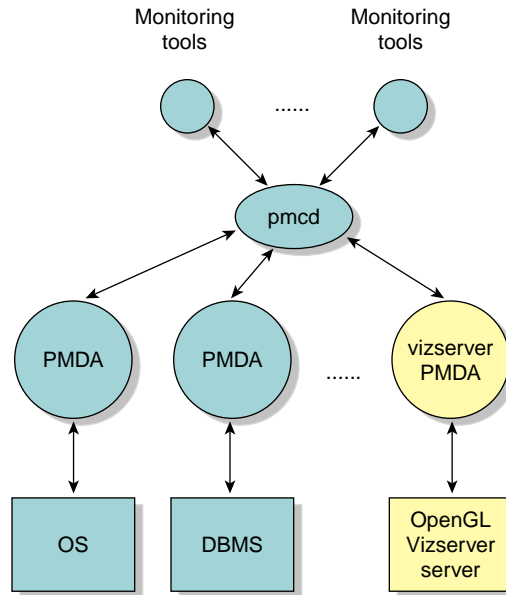 Monitoring
tools
Monitoring
tools
......
pmcd
PMDA
PMDA
......
vizserver
PMDA
OS
DBMS
OpenGL
Vizserver
server